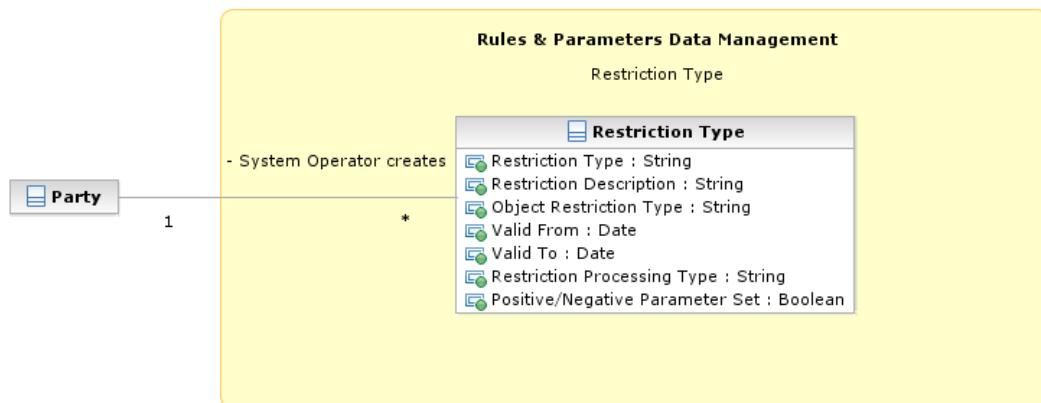 Rules & Parameters Data Management
Restriction Type
Restriction Type
- System Operator creates
Restriction Type : String
Restriction Description : String
Party
Object Restriction Type : String
1
*
Valid From : Date
Valid To : Date
Restriction Processing Type : String
Positive/Negative Parameter Set : Boolean